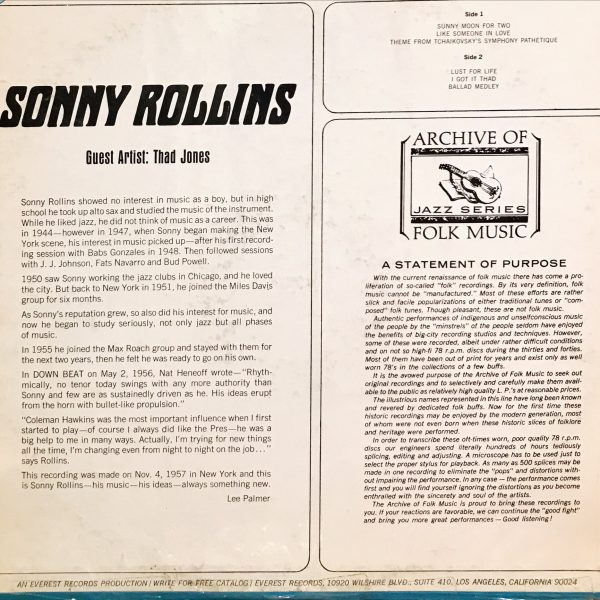 Side 1
SUNNY MOON FOR TWO
LIKE SOMEONE IN LOVE
THEME FROM TCHAIKOVSKY'S SYMPHONY PATHETIQUE
Side 2
LUST FOR LIFE
I GOT IT THAD
BALLAD MEDLEY
SONNY ROLLINS
Guest Artist: Thad Jones
Sonny Rollins showed no interest in music as a boy, but in high
school he took up alto sax and studied the music of the instrument.
While he liked jazz, he did not think of music as a career. This was
in 1944—however in 1947, when Sonny began making the New
York scene, his interest in music picked up—after his first record-
ing session with Babs Gonzales in 1948. Then followed sessions
with J. J. Johnson, Fats Navarro and Bud Powell.
1950 saw Sonny working the jazz clubs in Chicago, and he loved
the city. But back to New York in 1951, he joined the Miles Davis
group for six months.
As Sonny's reputation grew, so also did his interest for music, and
now he began to study seriously, not only jazz but all phases
of music.
In 1955 he joined the Max Roach group and stayed with them for
the next two years, then he felt he was ready to go on his own.
In DOWN BEAT on May 2, 1956, Nat Heneoff wrote—"Rhyth-
mically, no tenor today swings with any more authority than
Sonny and few are as sustainedly driven as he. His ideas erupt
from the horn with bullet-like propulsion."
"Coleman Hawkins was the most important influence when I first
started to play—of course I always did like the Pres—he was a
big help to me in many ways. Actually, I'm trying for new things
all the time, I'm changing even from night to night on the job..."
says Rollins.
This recording was made on Nov. 4, 1957 in New York and this
is Sonny Rollins—his music—his ideas—always something new.
Lee Palmer
ARCHIVE OF
JAZZ SERIES
FOLK MUSIC
A STATEMENT OF PURPOSE
With the current renaissance of folk music there has come a pro-
liferation of so-called "folk" recordings. By its very definition, folk
music cannot be "manufactured." Most of these efforts are rather
slick and facile popularizations of either traditional tunes or "com-
posed" folk tunes. Though pleasant, these are not folk music.
Authentic performances of indigenous and unselfconscious music
of the people by the "minstrels" of the people seldom have enjoyed
the benefits of big-city recording studios and techniques. However,
some of these were recorded, albeit under rather difficult conditions
and on not so high-fi 78 r.p.m. discs during the thirties and forties.
Most of them have been out of print for years and exist only as well
worn 78's in the collections of a few buffs.
It is the avowed purpose of the Archive of Folk Music to seek out
original recordings and to selectively and carefully make them avail-
able to the public as relatively high quality L. P.'s at reasonable prices.
The illustrious names represented in this line have long been known
and revered by dedicated folk buffs. Now for the first time these
historic recordings may be enjoyed by the modern generation, most
of whom were not even born when these historic slices of folklore
and heritage were performed.
In order to transcribe these oft-times worn, poor quality 78 r.p.m.
discs our engineers spend literally hundreds of hours tediously
splicing, editing and adjusting. A microscope has to be used just to
select the proper stylus for playback. As many as 500 splices may be
made in one recording to eliminate the "pops" and distortions with-
out impairing the performance. In any case — the performance comes
first and you will find yourself ignoring the distortions as you become
enthralled with the sincerety and soul of the artists.
The Archive of Folk Music is proud to bring these recordings to
you. If your reactions are favorable, we can continue the "good fight"
and bring you more great performances — Good listening!
AN EVEREST RECORDS PRODUCTION / WRITE FOR FREE CATALOG / EVEREST RECORDS, 10920 WILSHIRE BLVD., SUITE 410, LOS ANGELES, CALIFORNIA 90024